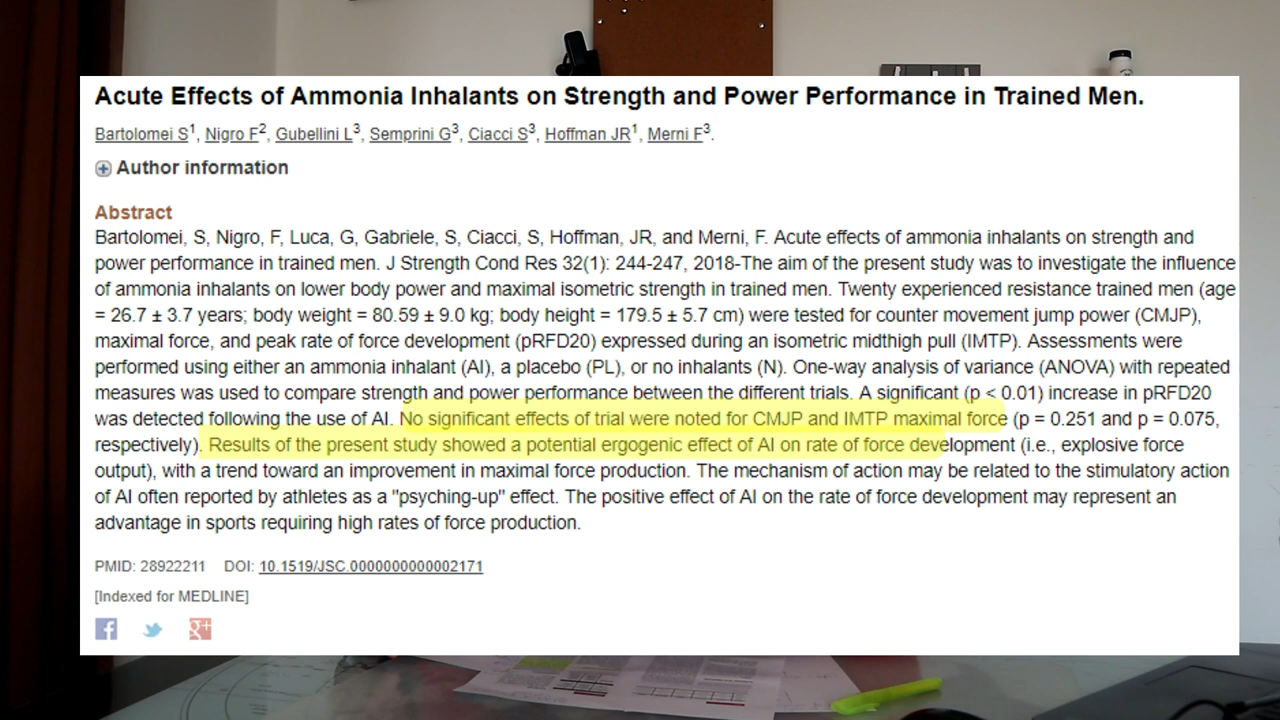 Acute Effects of Ammonia Inhalants on Strength and Power Performance in Trained Men.
Bartolomei S1, Nigro F2, Gubellini L3, Semprini G3, Ciacci S3, Hoffman JR1, Merni F3.
Author information
Abstract
Bartolomei, S, Nigro, F, Luca, G, Gabriele, S, Ciacci, S, Hoffman, JR, and Merni, F. Acute effects of ammonia inhalants on strength and
power performance in trained men. J Strength Cond Res 32(1): 244-247, 2018-The aim of the present study was to investigate the influence
of ammonia inhalants on lower body power and maximal isometric strength in trained men. Twenty experienced resistance trained men (age
= 26.7 ± 3.7 years; body weight = 80.59 ± 9.0 kg; body height = 179.5 ± 5.7 cm) were tested for counter movement jump power (CMJP),
maximal force, and peak rate of force development (pRFD20) expressed during an isometric midthigh pull (IMTP). Assessments were
performed using either an ammonia inhalant (AI), a placebo (PL), or no inhalants (N). One-way analysis of variance (ANOVA) with repeated
measures was used to compare strength and power performance between the different trials. A significant (p < 0.01) increase in pRFD20
was detected following the use of AI. No significant effects of trial were noted for CMJP and IMTP maximal force (p = 0.251 and p = 0.075,
respectively). Results of the present study showed a potential ergogenic effect of AI on rate of force development (i.e., explosive force
output), with a trend toward an improvement in maximal force production. The mechanism of action may be related to the stimulatory action
of AI often reported by athletes as a "psyching-up" effect. The positive effect of AI on the rate of force development may represent an
advantage in sports requiring high rates of force production.
PMID: 28922211 DOI: 10.1519/JSC.0000000000002171
[Indexed for MEDLINE]